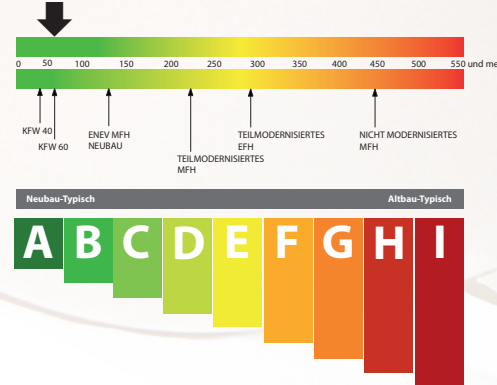 0 50 100 150 200 250 300 350 400 450 500 550 und me
KFW 40
KFW 60
ENEV MFH
NEUBAU
TEILMODERNISIERTES
MFH
TEILMODERNISIERTES
EFH
NICHT MODERNISIERTES
MFH
Neubau-Typisch Altbau-Typisch
A B C D E F G H I